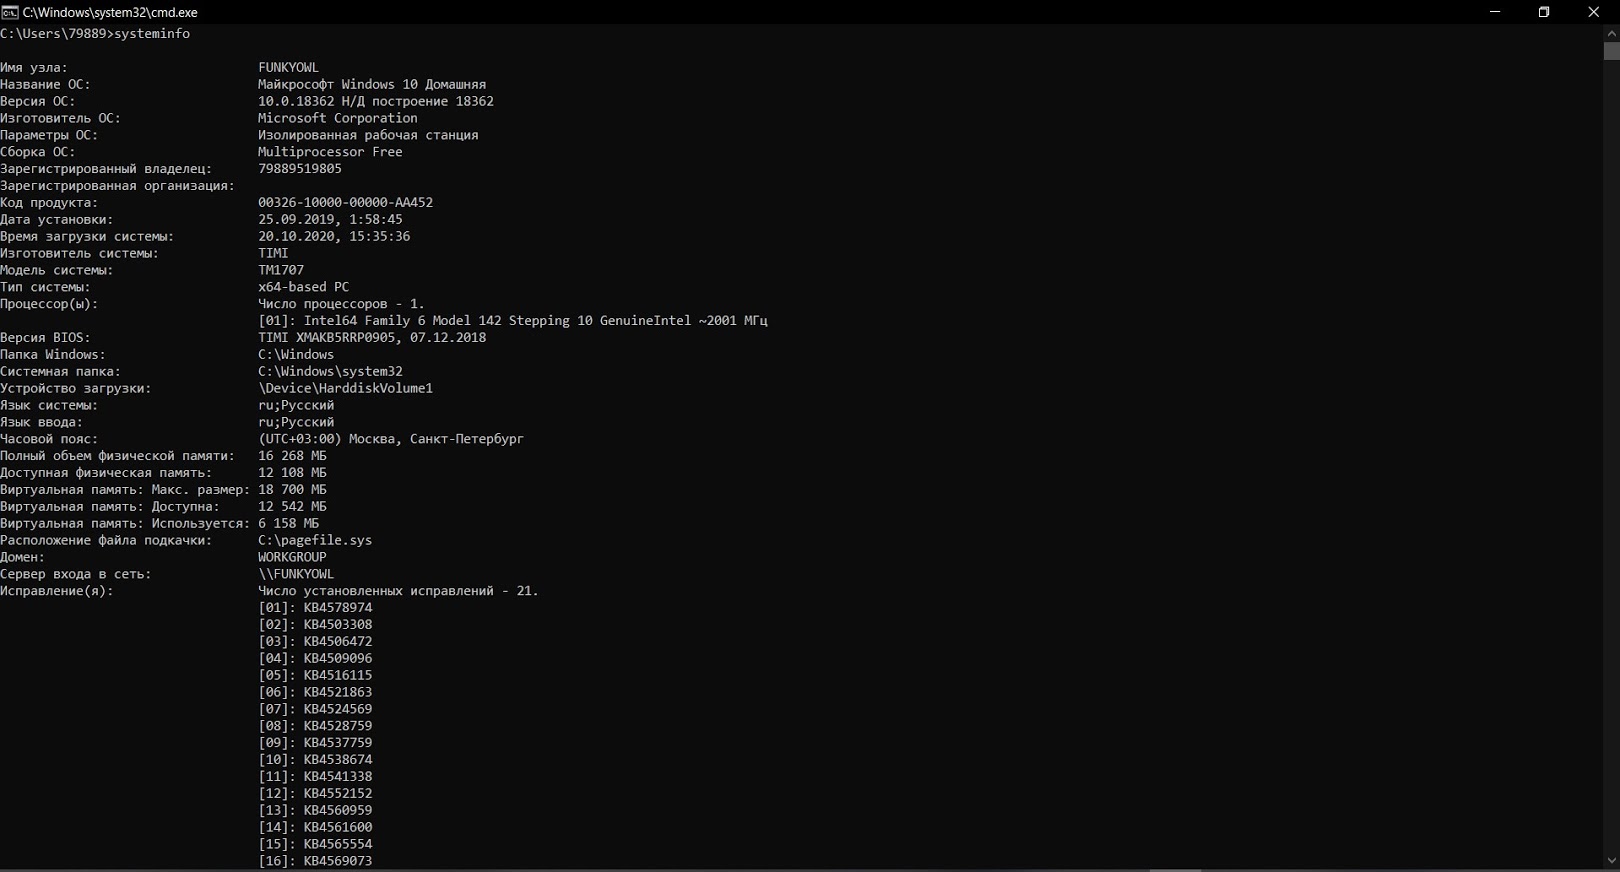 C:\Windows\system32\cmd.exe
C:\Users\79889>systeminfo
Имя узла: FUNKYOWL
Название ОС: Майкрософт Windows 10 Домашняя
Версия ОС: 10.0.18362 Н/Д построение 18362
Изготовитель ОС: Microsoft Corporation
Параметры ОС: Изолированная рабочая станция
Сборка ОС: Multiprocessor Free
Зарегистрированный владелец: 79889519805
Зарегистрированная организация:
Код продукта: 00326-10000-00000-AA452
Дата установки: 25.09.2019, 1:58:45
Время загрузки системы: 20.10.2020, 15:35:36
Изготовитель системы: TIMI
Модель системы: TM1707
Тип системы: x64-based PC
Процессор(ы): Число процессоров - 1.
[01]: Intel64 Family 6 Model 142 Stepping 10 GenuineIntel ~2001 МГц
Версия BIOS: TIMI XMAKB5RRP0905, 07.12.2018
Папка Windows: C:\Windows
Системная папка: C:\Windows\system32
Устройство загрузки: \Device\HarddiskVolume1
Язык системы: ru;Русский
Язык ввода: ru;Русский
Часовой пояс: (UTC+03:00) Москва, Санкт-Петербург
Полный объем физической памяти: 16 268 МБ
Доступная физическая память: 12 108 МБ
Виртуальная память: Макс. размер: 18 700 МБ
Виртуальная память: Доступна: 12 542 МБ
Виртуальная память: Используется: 6 158 МБ
Расположение файла подкачки: C:\pagefile.sys
Домен: WORKGROUP
Сервер входа в сеть: \\FUNKYOWL
Исправление(я): Число установленных исправлений - 21.
[01]: KB4578974
[02]: KB4503308
[03]: KB4506472
[04]: KB4509096
[05]: KB4516115
[06]: KB4521863
[07]: KB4524569
[08]: KB4528759
[09]: KB4537759
[10]: KB4538674
[11]: KB4541338
[12]: KB4552152
[13]: KB4560959
[14]: KB4561600
[15]: KB4565554
[16]: KB4569073